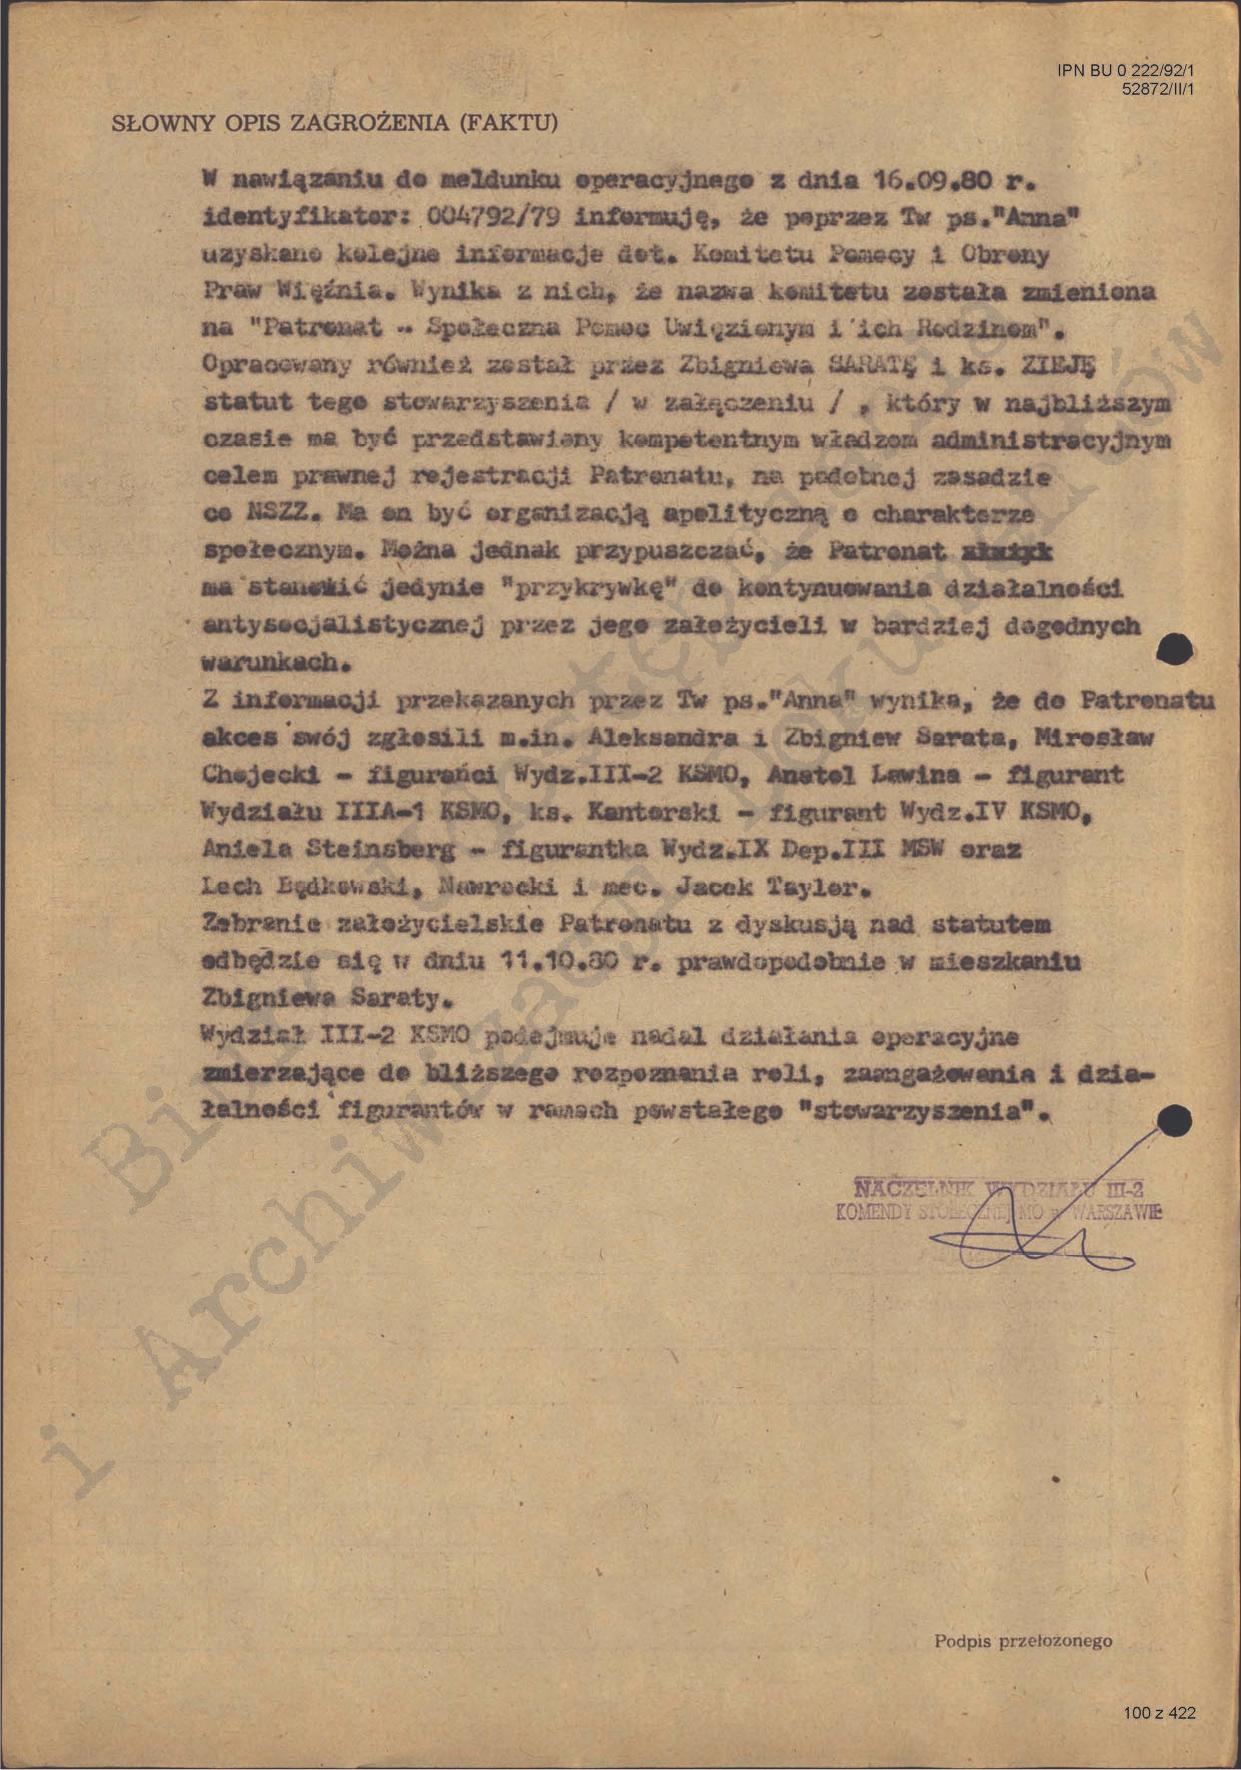 IPN BU 0 222/92/1
52872/II/1
SŁOWNY OPIS ZAGROŻENIA (FAKTU)
W nawiązaniu do meldunku operacyjnego z dnia 16.09.80 r.
identyfikator: 004792/79 informuję, że poprzez Tw ps."Anna"
uzyskano kolejne informacje dot. Komitetu Pomocy i Obrony
Praw Więźnia. Wynika z nich, że nazwa komitetu została zmieniona
na "Patronat - Społeczna Pomoc Uwięzionym i ich Rodzinom".
Opracowany również został przez Zbigniewa SARATĘ i ks. ZIEJĘ
statut tego stowarzyszenia / w załączeniu / , który w najbliższym
czasie ma być przedstawiony kompetentnym władzom administracyjnym
celem prawnej rejestracji Patronatu, na podobnej zasadzie
co NSZZ. Ma on być organizacją apolityczną o charakterze
społecznym. Można jednak przypuszczać, że Patronat
ma stanowić jedynie "przykrywkę" do kontynuowania działalności
antysocjalistycznej przez jego założycieli w bardziej dogodnych
warunkach.
Z informacji przekazanych przez Tw ps."Anna" wynika, że do Patronatu
akces swój zgłosili m.in. Aleksandra i Zbigniew Sarata, Mirosław
Chojecki - figuranci Wydz.III-2 KSMO, Anatol Lawina - figurant
Wydziału IIIA-1 KSMO, ks. Kantorski - figurant Wydz.IV KSMO,
Aniela Steinsberg - figurantka Wydz.IX Dep.III MSW oraz
Lech Będkowski, Nawrocki i mec. Jacek Taylor.
Zebranie założycielskie Patronatu z dyskusją nad statutem
odbędzie się w dniu 11.10.80 r. prawdopodobnie w mieszkaniu
Zbigniewa Saraty.
Wydział III-2 KSMO podejmuje nadal działania operacyjne
zmierzające do bliższego rozpoznania roli, zaangażowania i dzia-
łalności figurantów w ramach powstałego "stowarzyszenia".
NACZELNIK WYDZIAŁU III-2
KOMENDY STOŁECZNEJ MO w WARSZAWIE
Podpis przełożonego
100 z 422